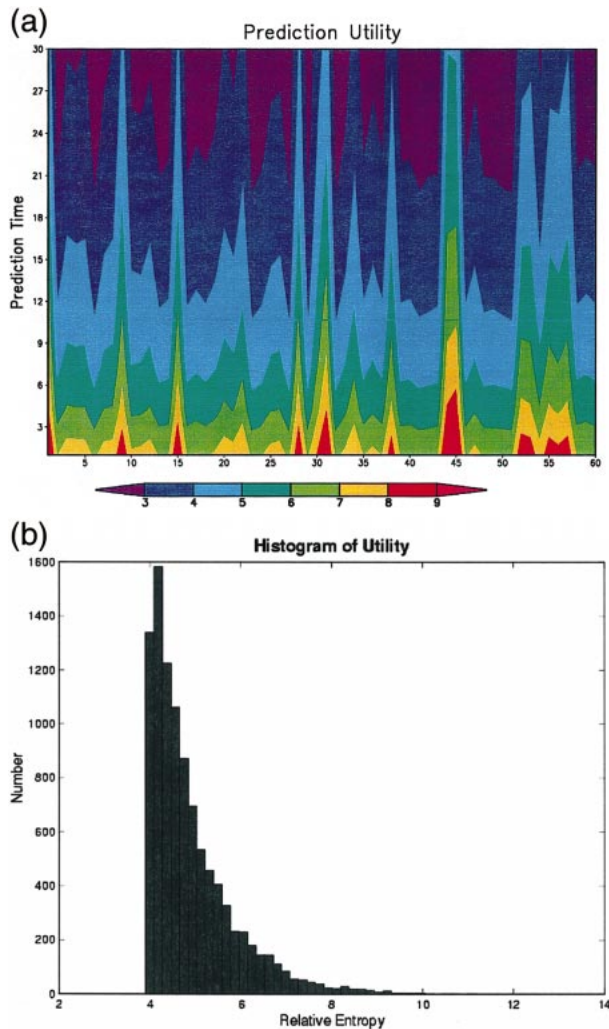 (a)
Prediction Utility
30
27
24
21
18
15
12
9
6
3
Prediction Time
5 10 15 20 25 30 35 40 45 50 55 60
3 4 5 6 7 8 9
(b)
Histogram of Utility
1600
1400
1200
1000
800
600
400
200
0
Number
2 4 6 8 10 12 14
Relative Entropy